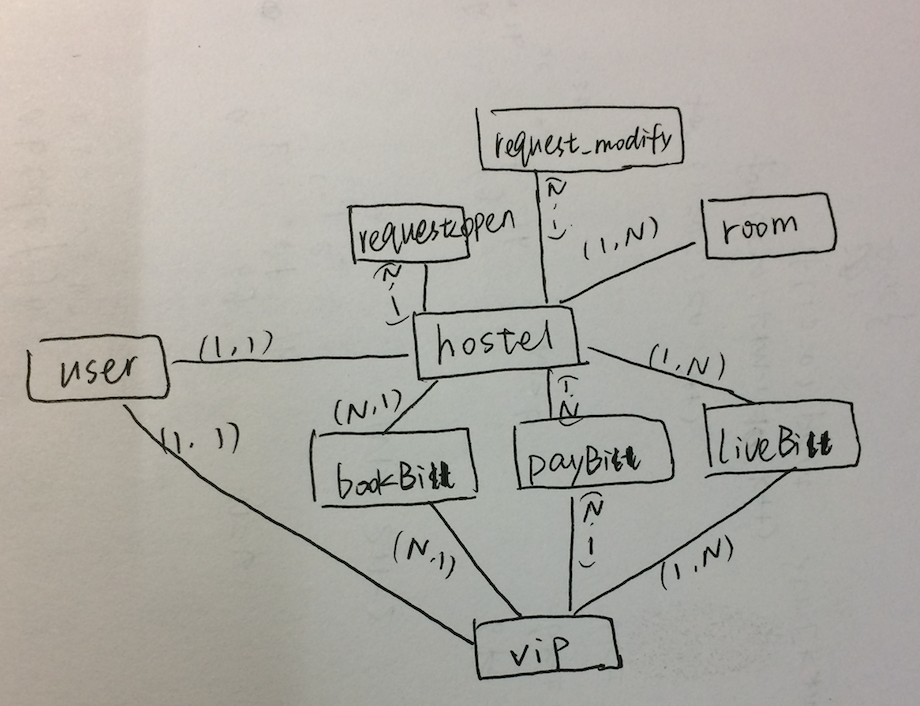 request_modify
(N,1)
room
(1,N)
request_open
(N,1)
hostel
user
(1,1)
(1,N)
(N,1)
(1,N)
(1,1)
bookBill
payBill
liveBill
(N,1)
(N,1)
(1,N)
vip